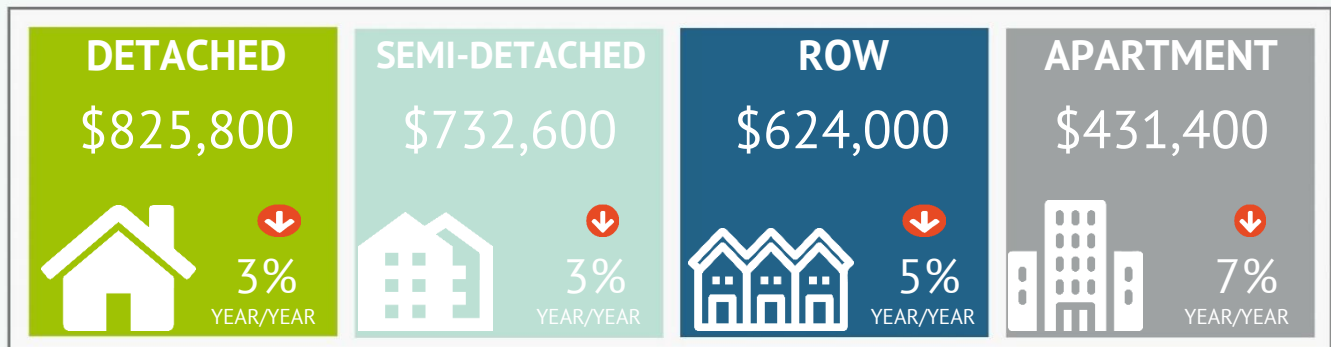 DETACHED
$825,800
3%
YEAR/YEAR
SEMI-DETACHED
$732,600
3%
YEAR/YEAR
ROW
$624,000
5%
YEAR/YEAR
APARTMENT
$431,400
7%
YEAR/YEAR